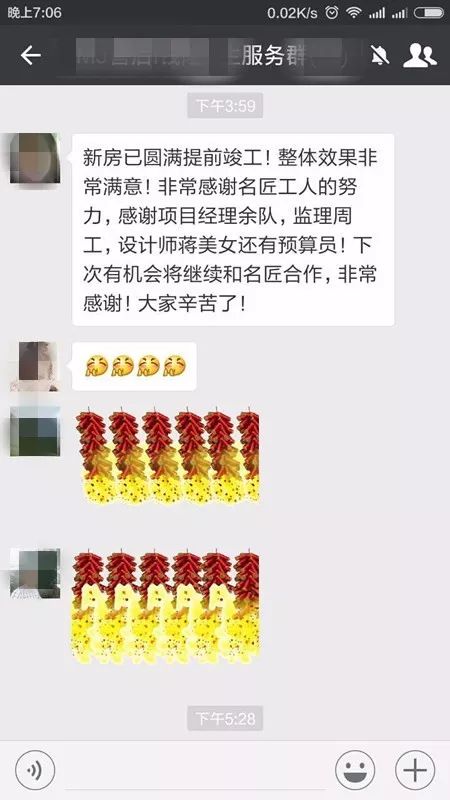 晚上7:06
0.02K/s
服务群
下午3:59
新房已圆满提前竣工！整体效果非
常满意！非常感谢名匠工人的努
力，感谢项目经理余队，监理周
工，设计师蒋美女还有预算员！下
次有机会将继续和名匠合作，非常
感谢！大家辛苦了！
下午5:28